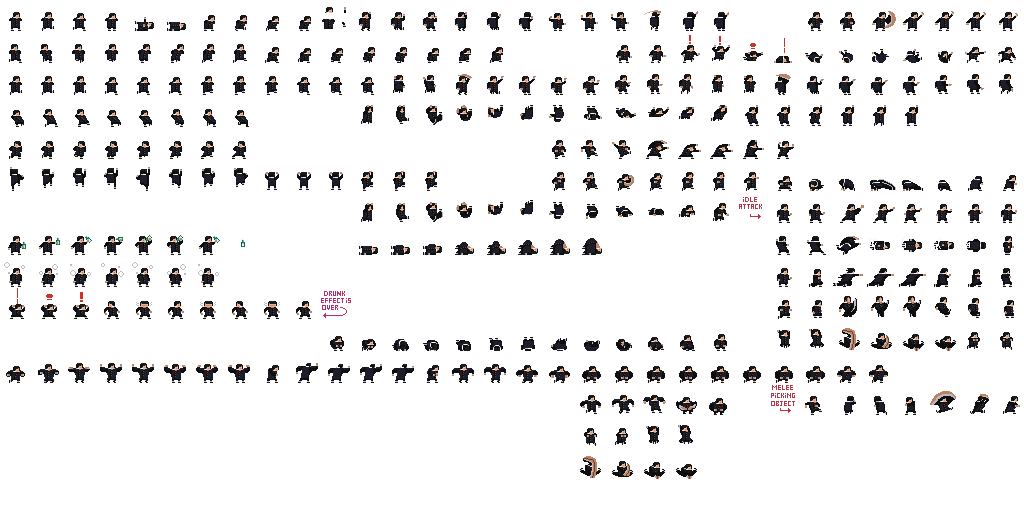 iDLE
ATTACK
DRUNK
EFFECT iS
OVER
MELEE
PiCKiNG
OBJECT